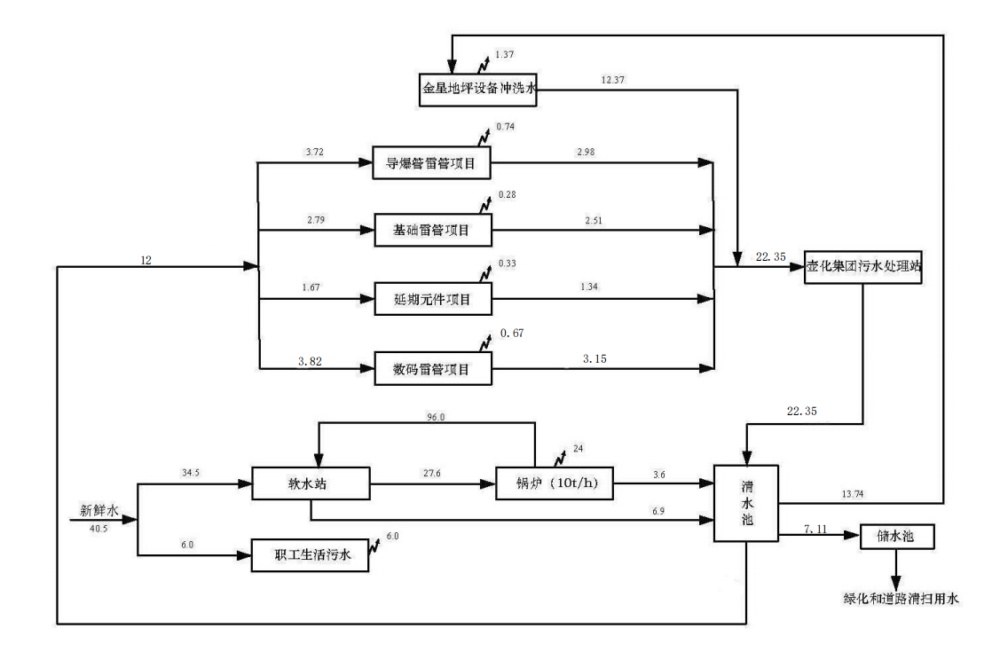 1.37
金星地坪设备冲洗水
12.37
0.74
3.72
导爆管雷管项目
2.98
0.28
2.79
基础雷管项目
2.51
12
22.35
壶化集团污水处理站
0.33
1.67
延期元件项目
1.34
0.67
3.82
数码雷管项目
3.15
22.35
96.0
24
34.5
软水站
27.6
锅炉（10t/h）
3.6
清水池
13.74
新鲜水
40.5
6.9
7.11
储水池
6.0
职工生活污水
6.0
绿化和道路清扫用水